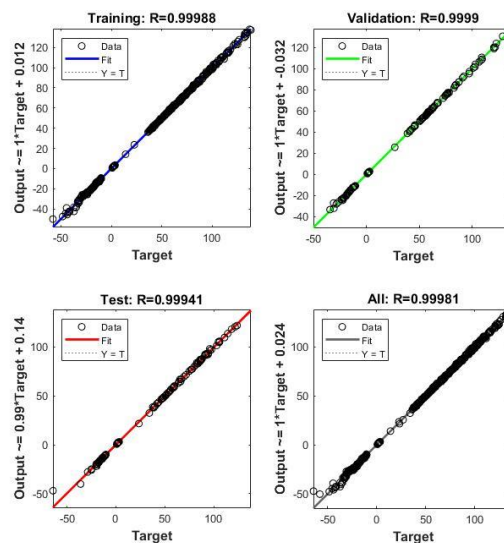 Training: R=0.99988
Output ~= 1*Target + 0.012
Data
Fit
Y = T
120
100
80
60
40
20
0
-20
-40
-50
0
50
100
Target
Validation: R=0.9999
Output ~= 1*Target + -0.032
Data
Fit
Y = T
120
100
80
60
40
20
0
-20
-40
-50
0
50
100
Target
Test: R=0.99941
Output ~= 0.99*Target + 0.14
Data
Fit
Y = T
100
50
0
-50
-50
0
50
100
Target
All: R=0.99981
Output ~= 1*Target + 0.024
Data
Fit
Y = T
100
50
0
-50
-50
0
50
100
Target